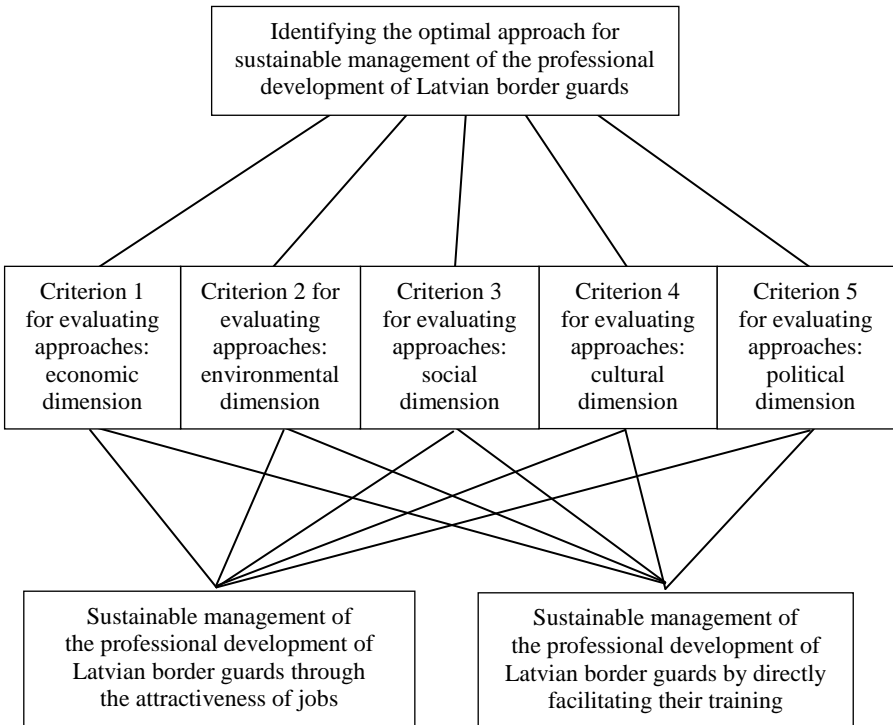 Identifying the optimal approach for
sustainable management of the professional
development of Latvian border guards
Criterion 1
for evaluating
approaches:
economic
dimension
Criterion 2 for
evaluating
approaches:
environmental
dimension
Criterion 3
for evaluating
approaches:
social
dimension
Criterion 4
for evaluating
approaches:
cultural
dimension
Criterion 5
for evaluating
approaches:
political
dimension
Sustainable management of
the professional development of
Latvian border guards through
the attractiveness of jobs
Sustainable management of
the professional development of
Latvian border guards by directly
facilitating their training